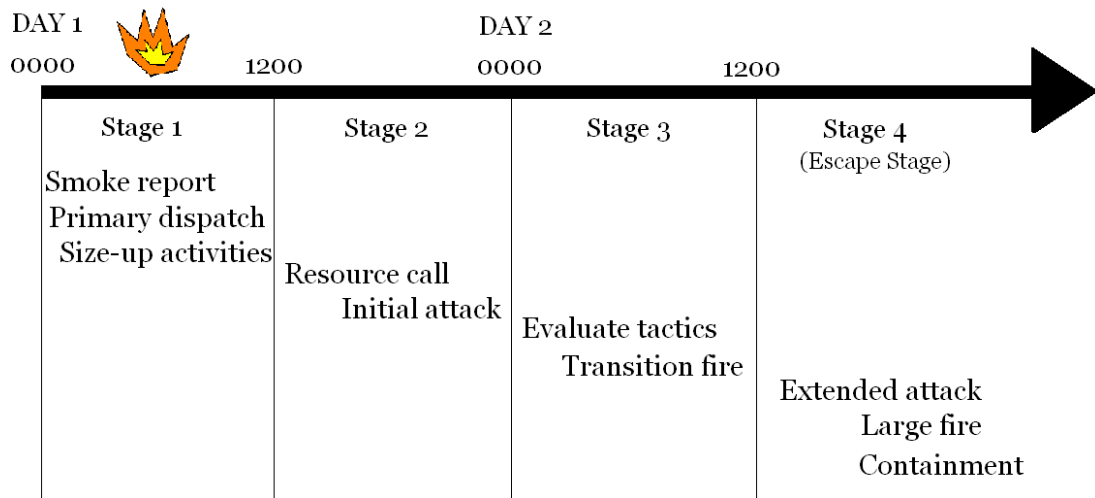 DAY 1
DAY 2
0000
1200
0000
1200
Stage 1
Stage 2
Stage 3
Stage 4
(Escape Stage)
Smoke report
Primary dispatch
Size-up activities
Resource call
Initial attack
Evaluate tactics
Transition fire
Extended attack
Large fire
Containment